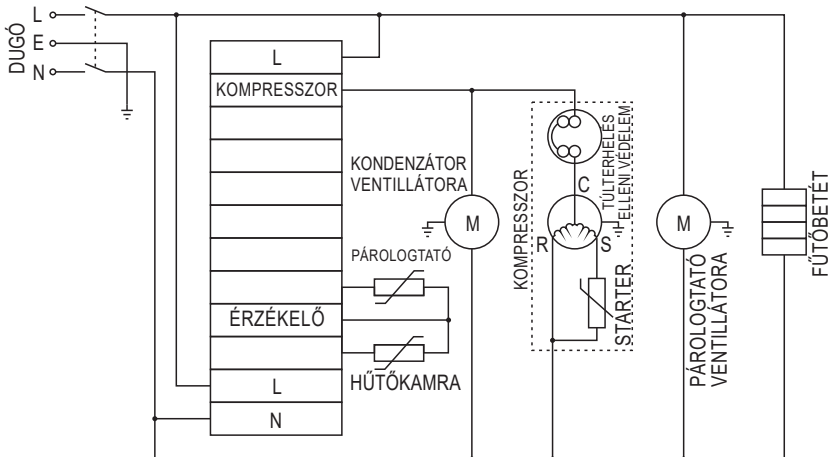 DUGÓ
L
E
N
L
KOMPRESSZOR
ÉRZÉKELŐ
L
N
KONDENZÁTOR
VENTILLÁTORA
M
PÁROLOGTATÓ
HŰTŐKAMRA
KOMPRESSZOR
TÚLTERHELÉS
ELLENI VÉDELEM
C
R
S
STARTER
M
PÁROLOGTATÓ
VENTILLÁTORA
FŰTŐBETÉT